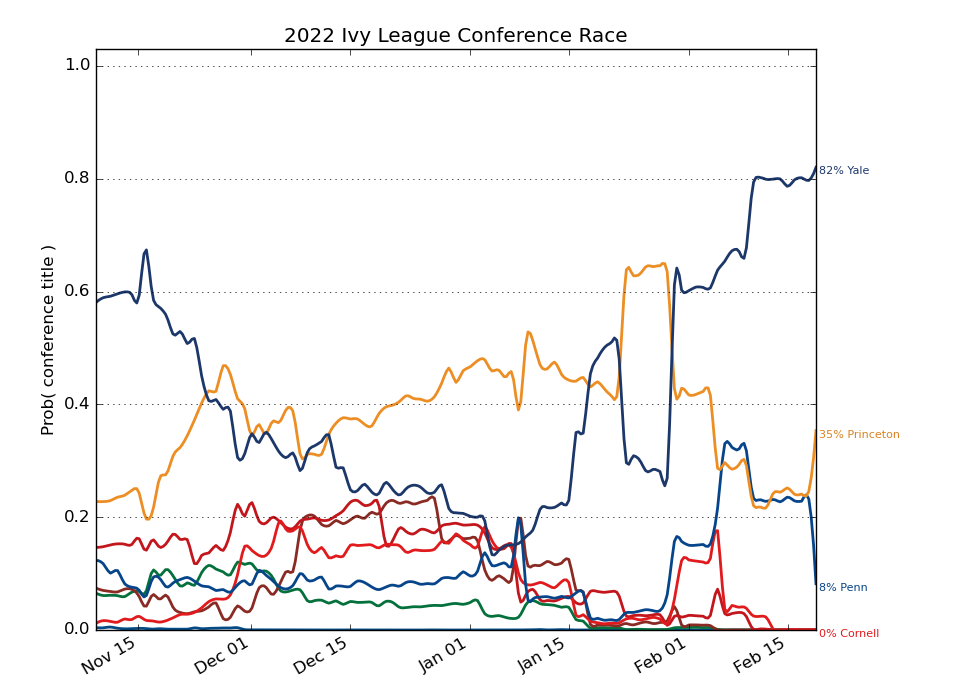 2022 Ivy League Conference Race
1.0
0.8
0.6
0.4
0.2
0.0
Prob( conference title )
82% Yale
35% Princeton
8% Penn
0% Cornell
Nov 15
Dec 01
Dec 15
Jan 01
Jan 15
Feb 01
Feb 15